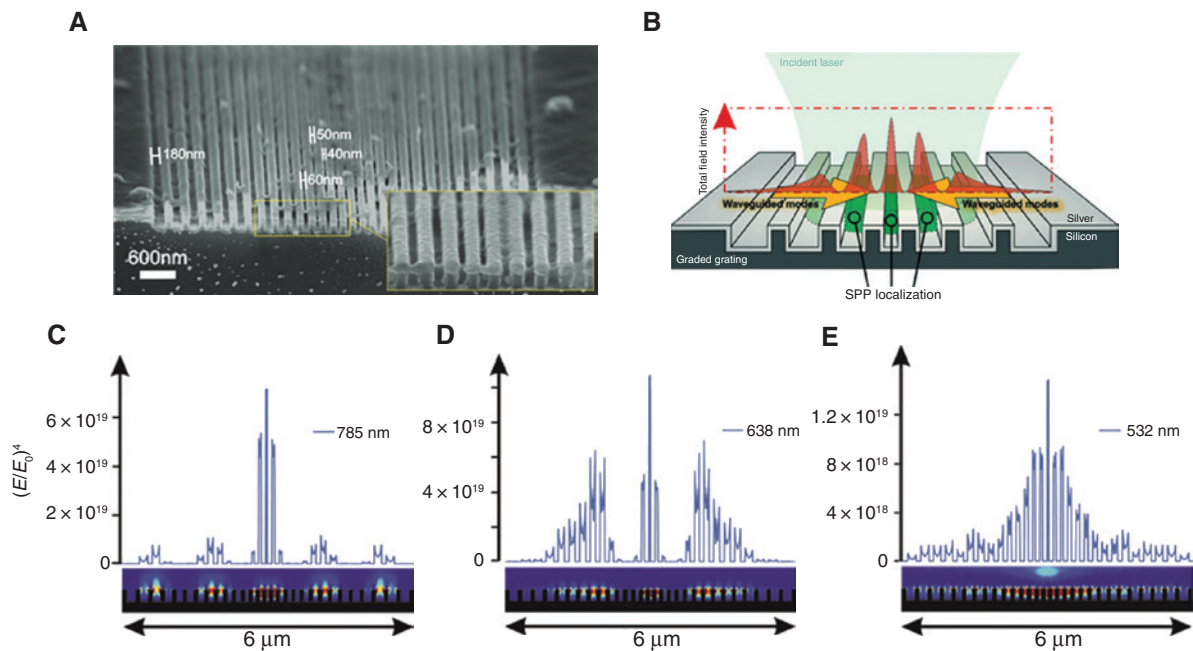 A
180nm
50nm
40nm
60nm
600nm
B
Incident laser
Total field intensity
Waveguided modes
Waveguided modes
Silver
Silicon
Graded grating
SPP localization
C
(E/E₀)⁴
6 × 10¹⁹
4 × 10¹⁹
2 × 10¹⁹
0
785 nm
6 μm
D
8 × 10¹⁹
4 × 10¹⁹
0
638 nm
6 μm
E
1.2 × 10¹⁹
8 × 10¹⁸
4 × 10¹⁸
0
532 nm
6 μm